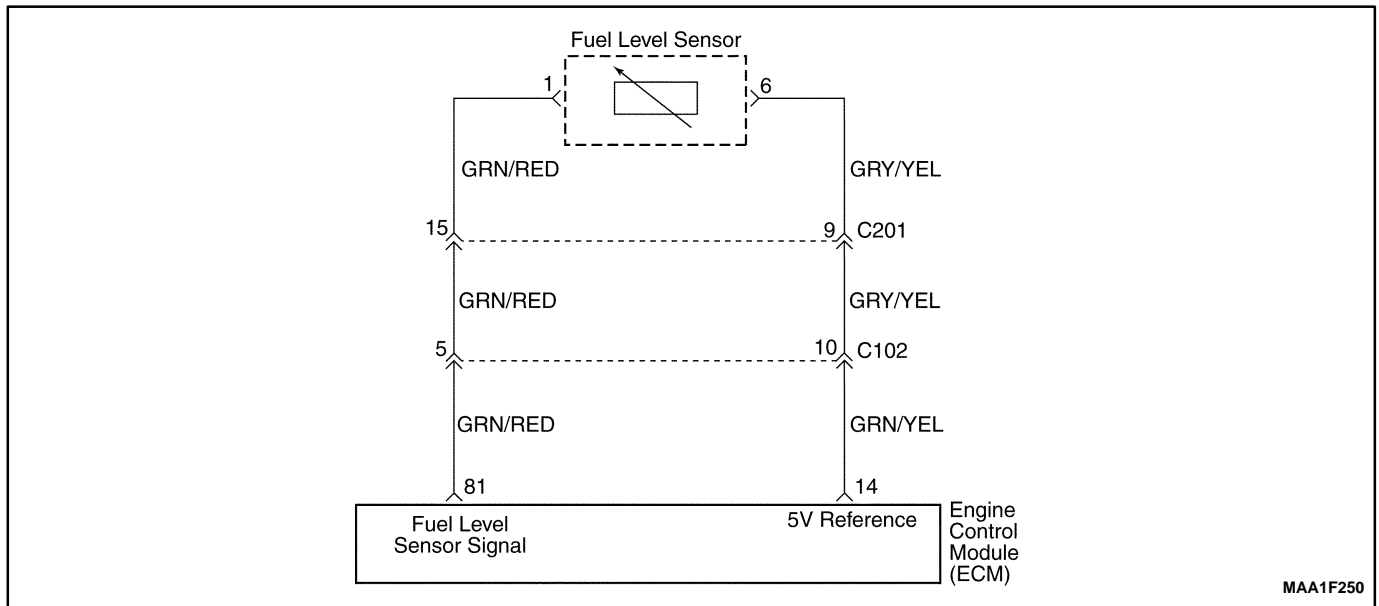 Fuel Level Sensor
1
6
GRN/RED
GRY/YEL
15
9
C201
GRN/RED
GRY/YEL
5
10
C102
GRN/RED
GRN/YEL
81
14
Fuel Level
Sensor Signal
5V Reference
Engine
Control
Module
(ECM)
MAA1F250